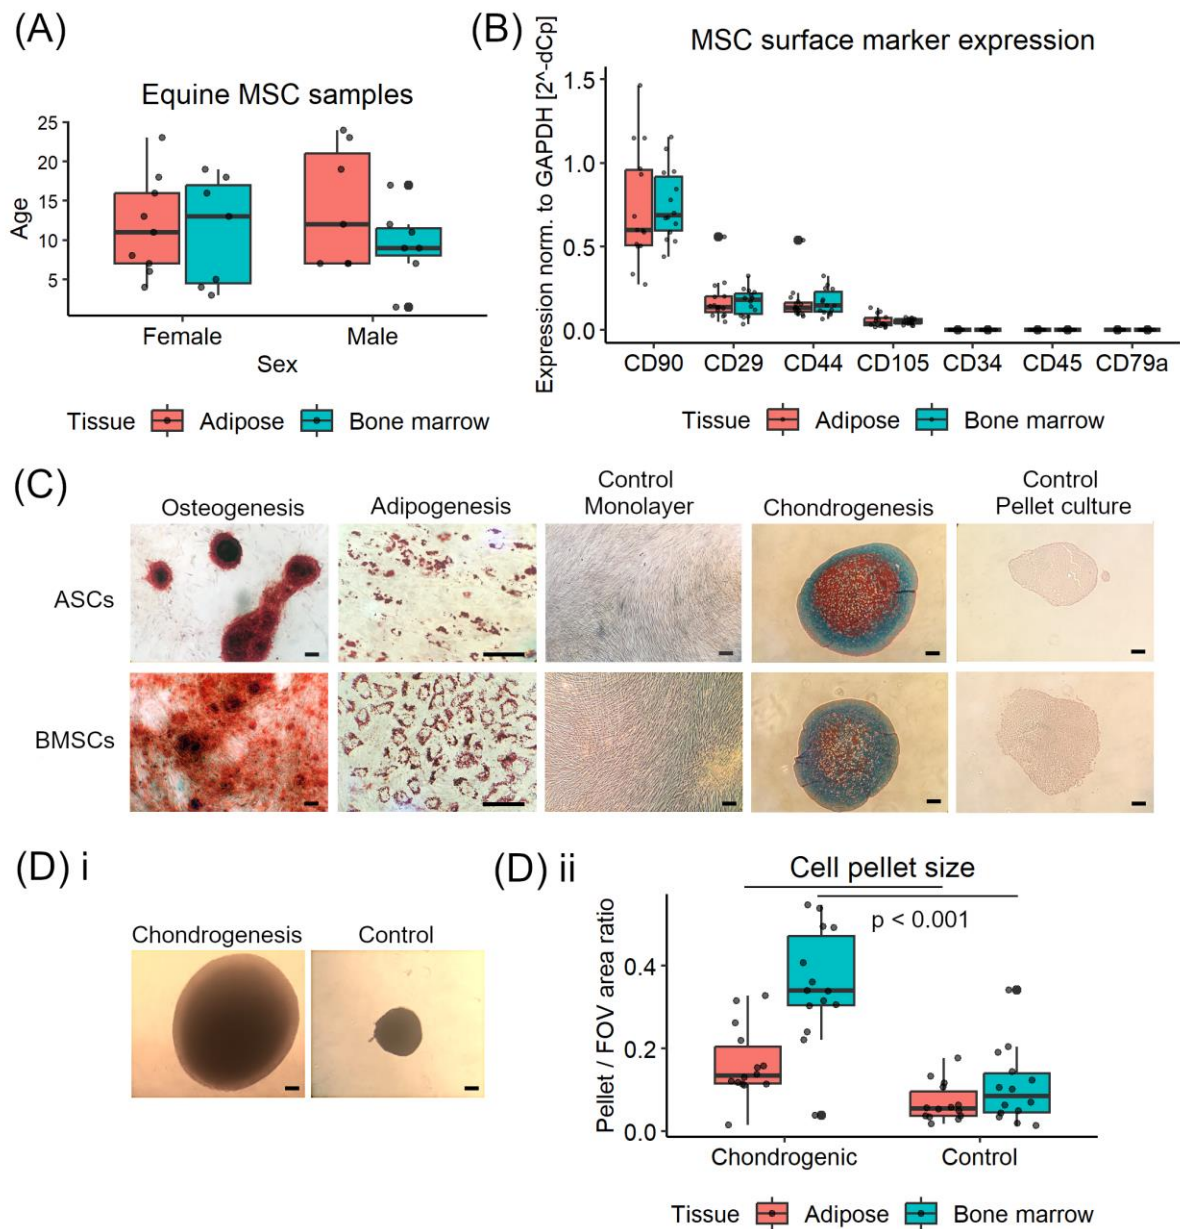 (A)
Equine MSC samples
Age
25
20
15
10
5
Female
Male
Sex
Tissue Adipose Bone marrow
(B)
MSC surface marker expression
Expression norm. to GAPDH [2^-dCp]
1.5
1.0
0.5
0.0
CD90 CD29 CD44 CD105 CD34 CD45 CD79a
Tissue Adipose Bone marrow
(C)
Osteogenesis
Adipogenesis
Control
Monolayer
Chondrogenesis
Control
Pellet culture
ASCs
BMSCs
(D) i
Chondrogenesis
Control
(D) ii
Cell pellet size
p < 0.001
Pellet / FOV area ratio
0.4
0.2
0.0
Chondrogenic
Control
Tissue Adipose Bone marrow